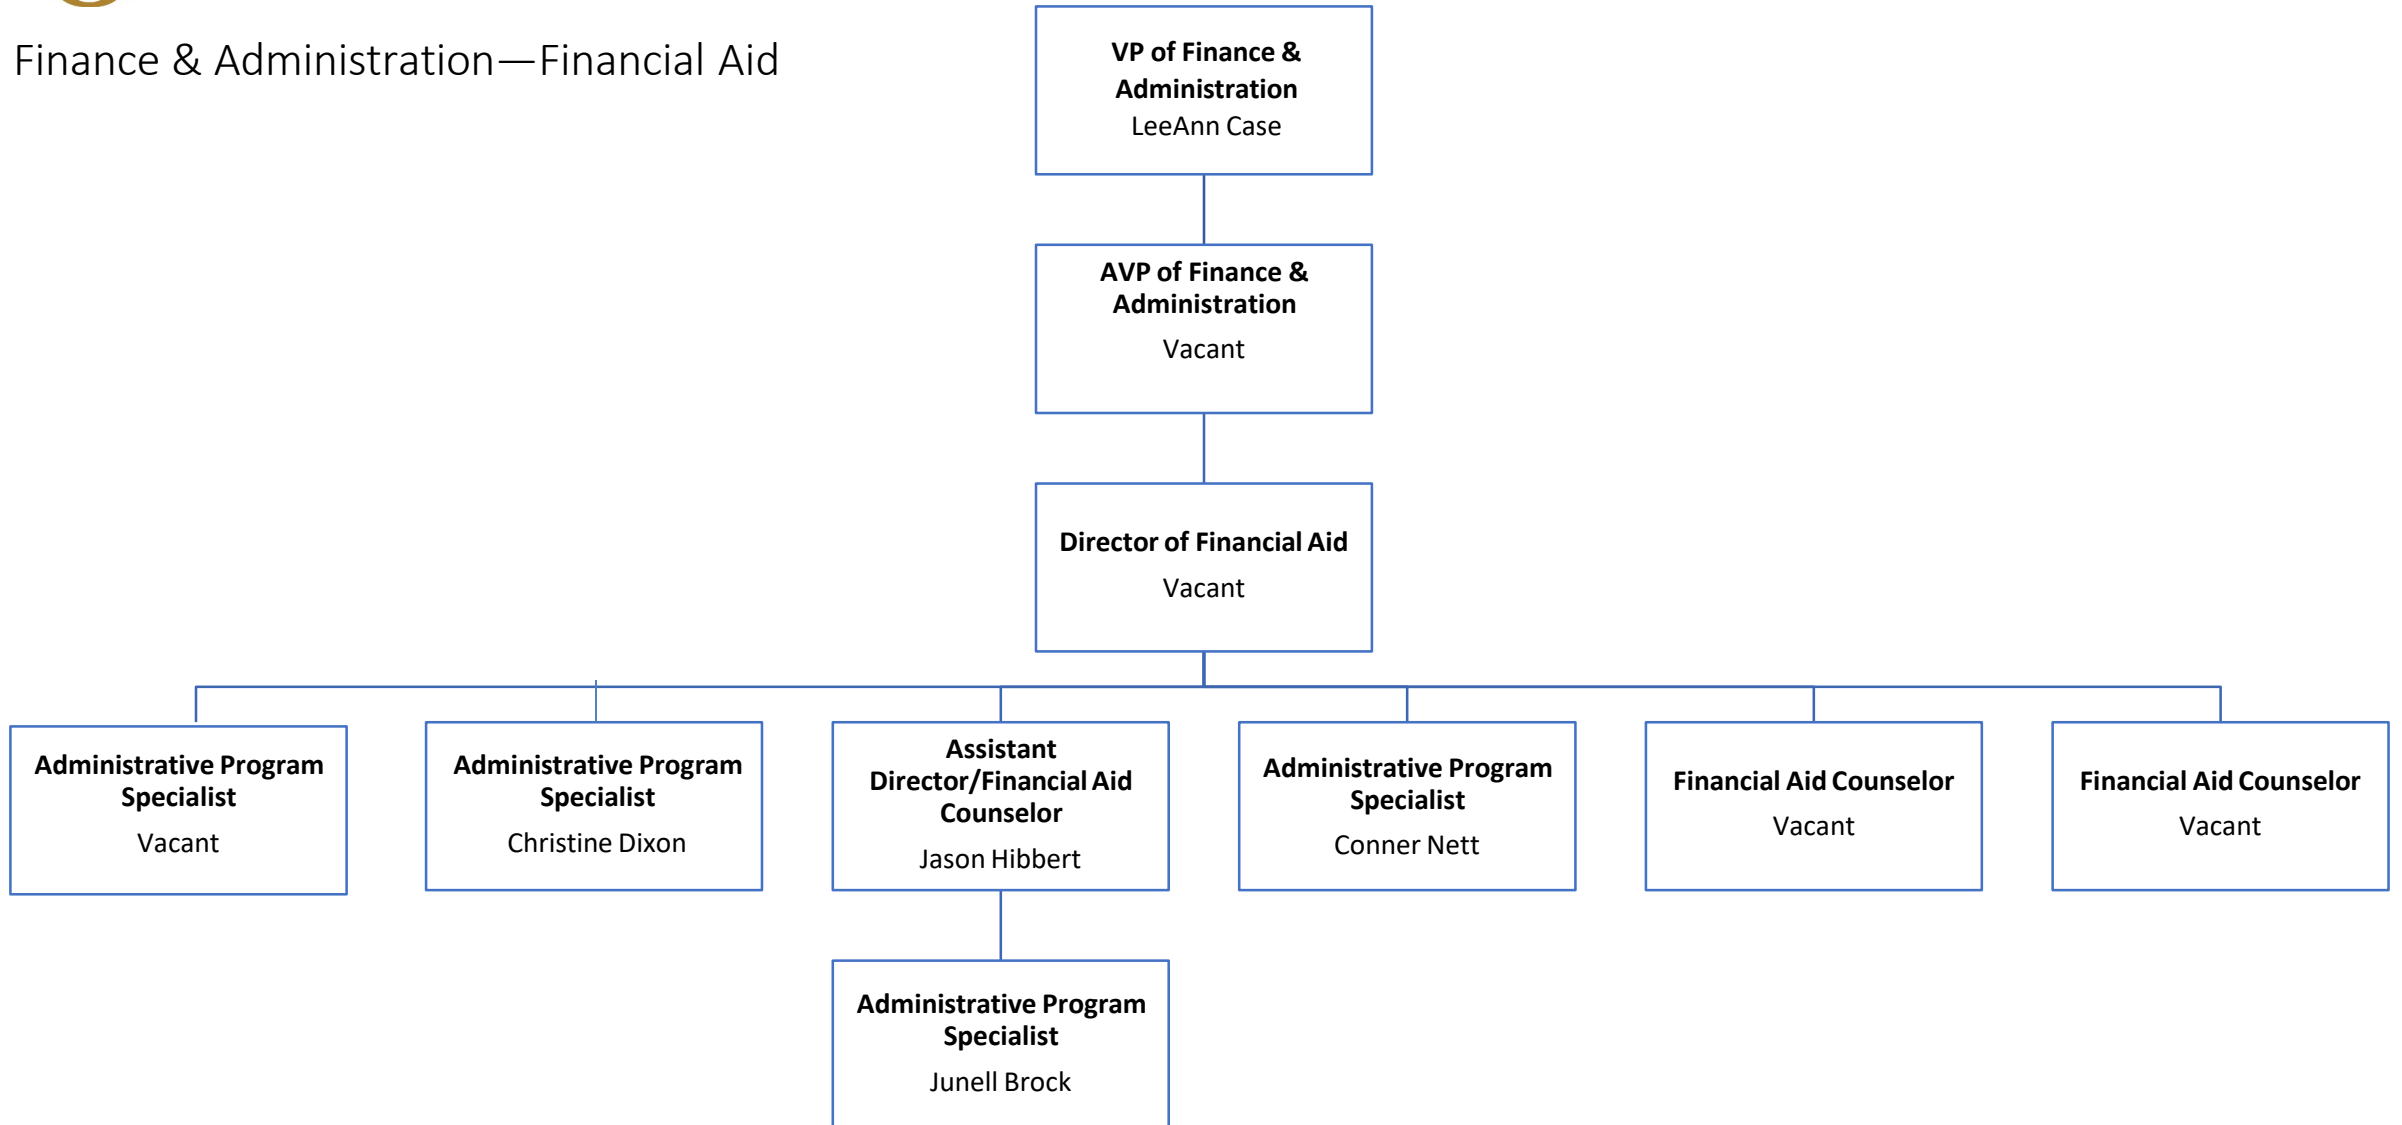 Finance & Administration—Financial Aid
VP of Finance &
Administration
LeeAnn Case
AVP of Finance &
Administration
Vacant
Director of Financial Aid
Vacant
Administrative Program
Specialist
Vacant
Administrative Program
Specialist
Christine Dixon
Assistant
Director/Financial Aid
Counselor
Jason Hibbert
Administrative Program
Specialist
Conner Nett
Financial Aid Counselor
Vacant
Financial Aid Counselor
Vacant
Administrative Program
Specialist
Junell Brock